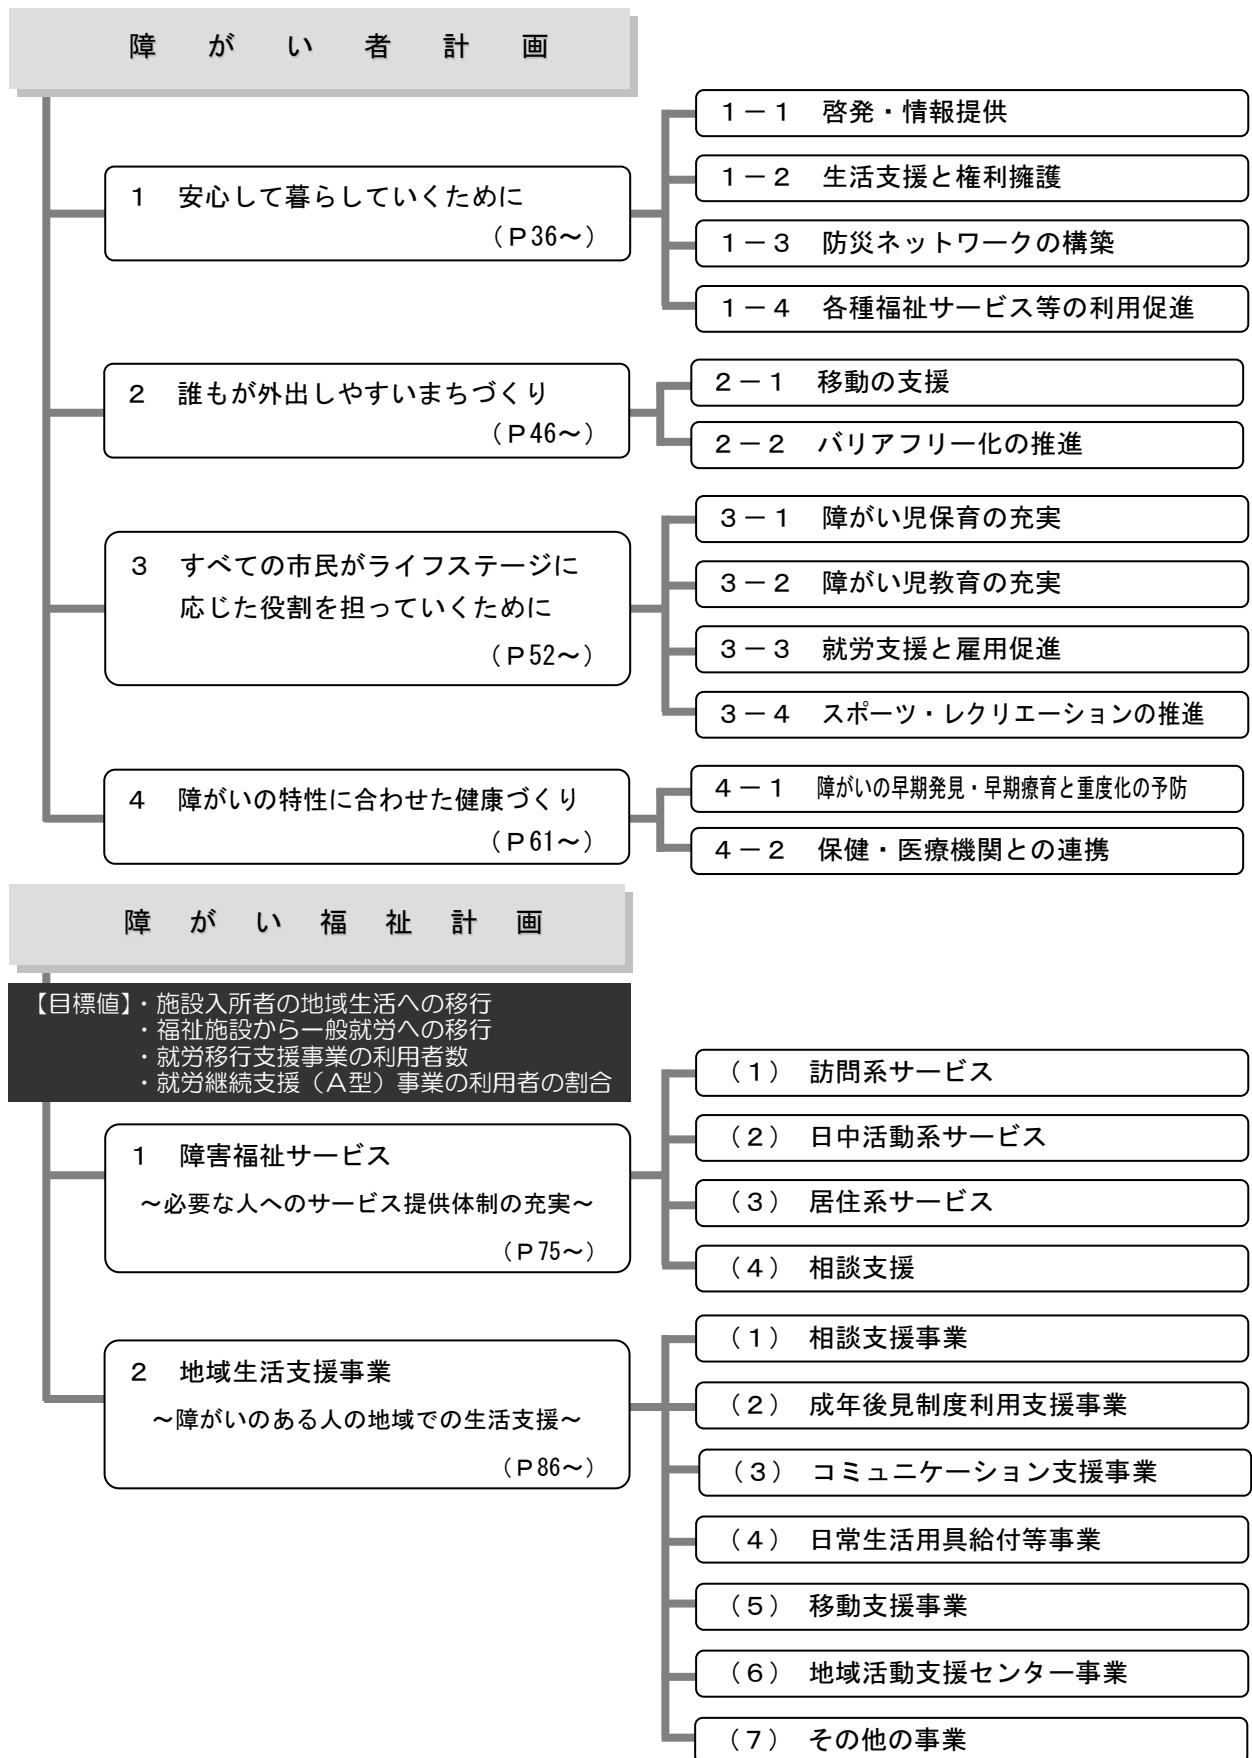 障がい者計画
1 安心して暮らしていくために
（P36～）
1－1 啓発・情報提供
1－2 生活支援と権利擁護
1－3 防災ネットワークの構築
1－4 各種福祉サービス等の利用促進
2 誰もが外出しやすいまちづくり
（P46～）
2－1 移動の支援
2－2 バリアフリー化の推進
3 すべての市民がライフステージに
応じた役割を担っていくために
（P52～）
3－1 障がい児保育の充実
3－2 障がい児教育の充実
3－3 就労支援と雇用促進
3－4 スポーツ・レクリエーションの推進
4 障がいの特性に合わせた健康づくり
（P61～）
4－1 障がいの早期発見・早期療育と重度化の予防
4－2 保健・医療機関との連携
障がい福祉計画
【目標値】・施設入所者の地域生活への移行
・福祉施設から一般就労への移行
・就労移行支援事業の利用者数
・就労継続支援（A型）事業の利用者の割合
1 障害福祉サービス
～必要な人へのサービス提供体制の充実～
（P75～）
（1） 訪問系サービス
（2） 日中活動系サービス
（3） 居住系サービス
（4） 相談支援
2 地域生活支援事業
～障がいのある人の地域での生活支援～
（P86～）
（1） 相談支援事業
（2） 成年後見制度利用支援事業
（3） コミュニケーション支援事業
（4） 日常生活用具給付等事業
（5） 移動支援事業
（6） 地域活動支援センター事業
（7） その他の事業